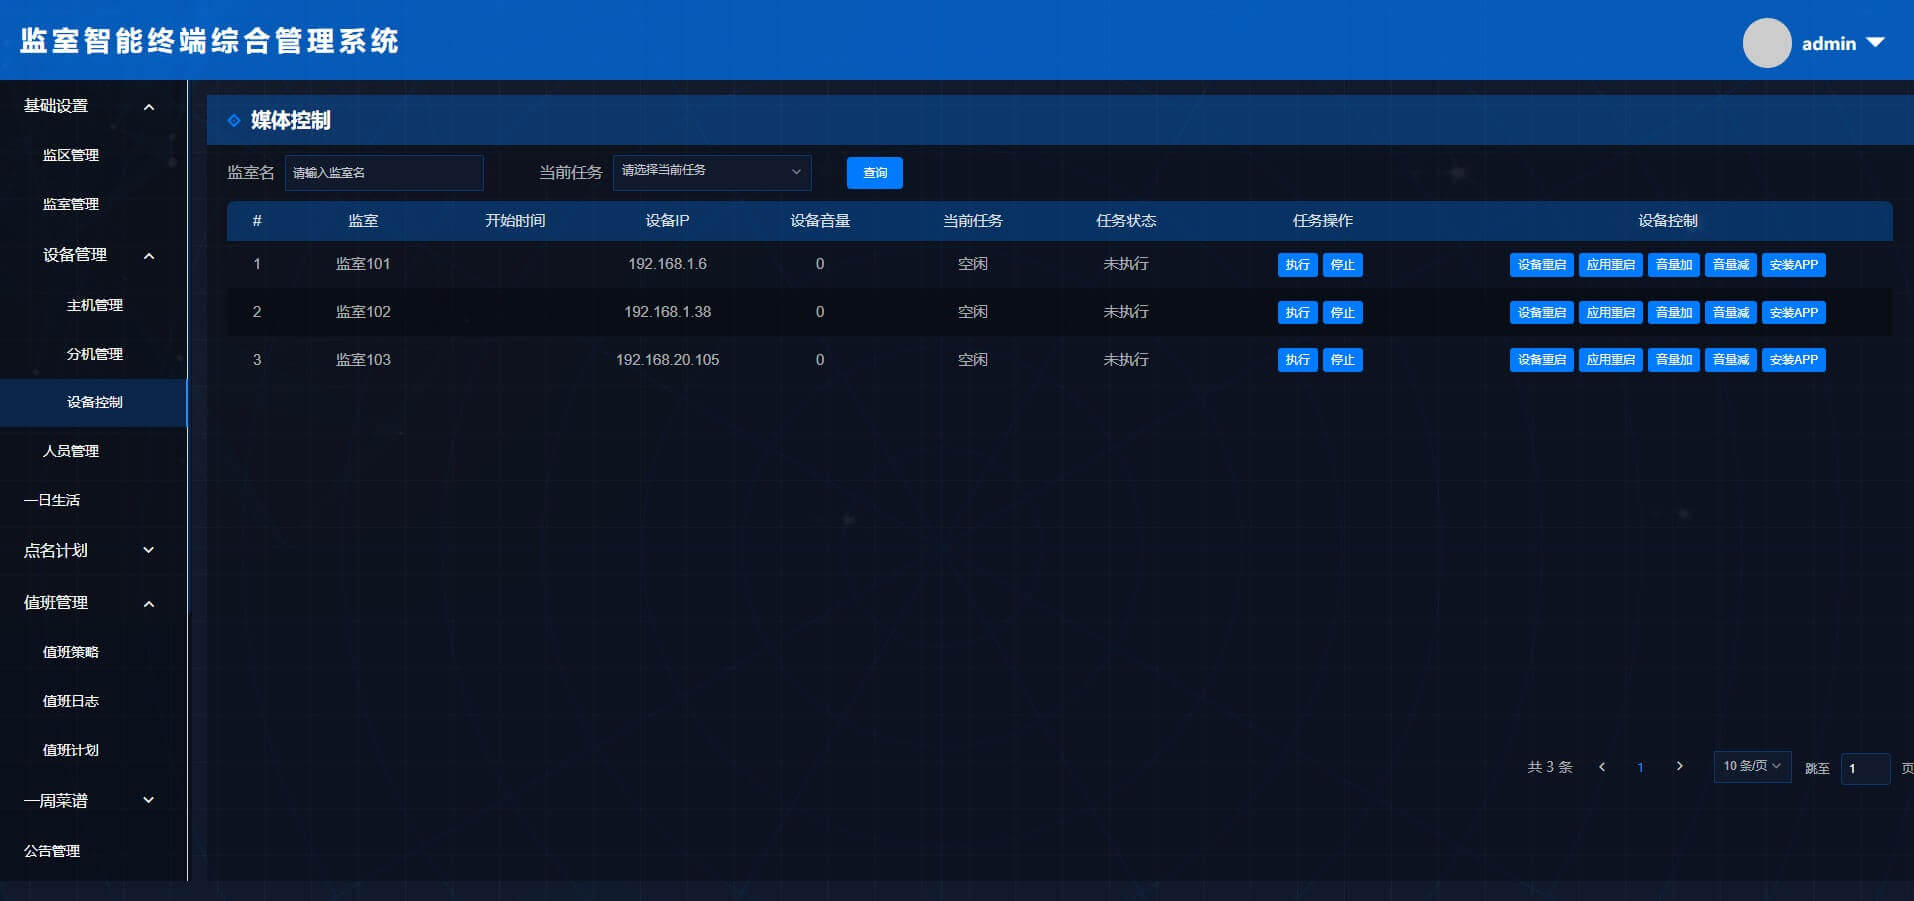 监室智能终端综合管理系统
admin
基础设置
监区管理
监室管理
设备管理
主机管理
分机管理
设备控制
人员管理
一日生活
点名计划
值班管理
值班策略
值班日志
值班计划
一周菜谱
公告管理
媒体控制
监室名 请输入监室名 当前任务 请选择当前任务 查询
# 监室 开始时间 设备IP 设备音量 当前任务 任务状态 任务操作 设备控制
1 监室101 192.168.1.6 0 空闲 未执行 执行 停止 设备重启 应用重启 音量加 音量减 安装APP
2 监室102 192.168.1.38 0 空闲 未执行 执行 停止 设备重启 应用重启 音量加 音量减 安装APP
3 监室103 192.168.20.105 0 空闲 未执行 执行 停止 设备重启 应用重启 音量加 音量减 安装APP
共 3 条 1 10 条/页 跳至 1 页